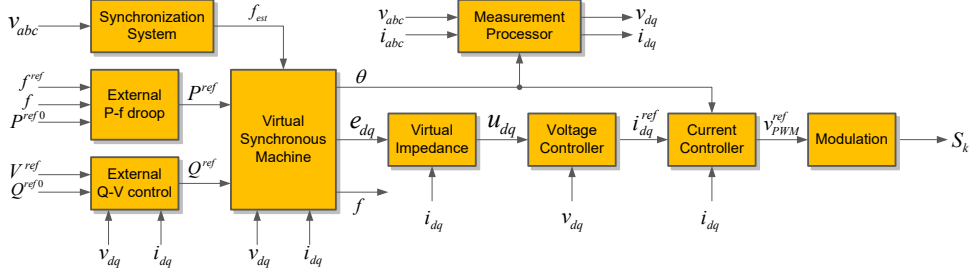 v_abc
Synchronization
System
f_est
v_abc
i_abc
Measurement
Processor
v_dq
i_dq
f^ref
f
P^ref0
External
P-f droop
P^ref
Virtual
Synchronous
Machine
θ
e_dq
Virtual
Impedance
u_dq
Voltage
Controller
i_dq^ref
Current
Controller
v_PWM^ref
Modulation
S_k
V^ref
Q^ref0
External
Q-V control
Q^ref
f
v_dq
i_dq
v_dq
i_dq
i_dq
v_dq
i_dq